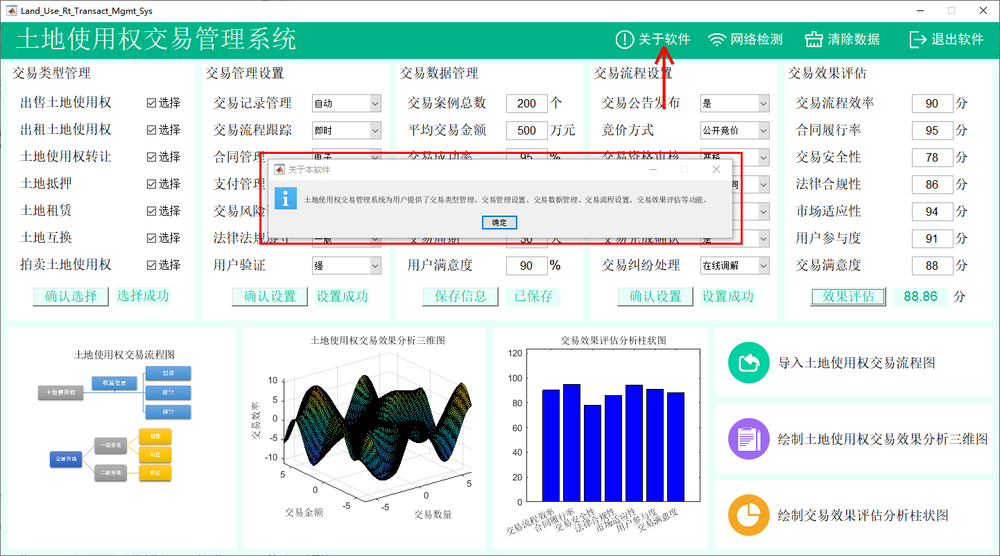 Land_Use_Rt_Transact_Mgmt_Sys
土地使用权交易管理系统
关于软件
网络检测
清除数据
退出软件
交易类型管理
出售土地使用权 选择
出租土地使用权 选择
土地使用权转让 选择
土地抵押 选择
土地租赁 选择
土地互换 选择
拍卖土地使用权 选择
确认选择 选择成功
交易管理设置
交易记录管理 自动
交易流程跟踪 即时
合同管理 电子
支付管理
交易风险
法律法规遵守 一般
用户验证 强
确认设置 设置成功
交易数据管理
交易案例总数 200 个
平均交易金额 500 万元
交易成功率 95 %
交易周期 30 天
用户满意度 90 %
保存信息 已保存
交易流程设置
交易公告发布 是
竞价方式 公开竞价
交易资格审核 严格
同
交易完成确认 是
交易纠纷处理 在线调解
确认设置 设置成功
交易效果评估
交易流程效率 90 分
合同履行率 95 分
交易安全性 78 分
法律合规性 86 分
市场适应性 94 分
用户参与度 91 分
交易满意度 88 分
效果评估 88.86 分
关于本软件
土地使用权交易管理系统为用户提供了交易类型管理、交易管理设置、交易数据管理、交易流程设置、交易效果评估等功能。
确定
土地使用权交易流程图
土地使用权
权属变更
划拨
出让
转让
交易市场
一级市场
二级市场
划拨
出让
转让
土地使用权交易效果分析三维图
交易效率
10
5
0
-5
-10
5
0
-5
交易金额
-5
0
5
交易数量
交易效果评估分析柱状图
120
100
80
60
40
20
0
交易流程效率
合同履行率
交易安全性
法律合规性
市场适应性
用户参与度
交易满意度
导入土地使用权交易流程图
绘制土地使用权交易效果分析三维图
绘制交易效果评估分析柱状图